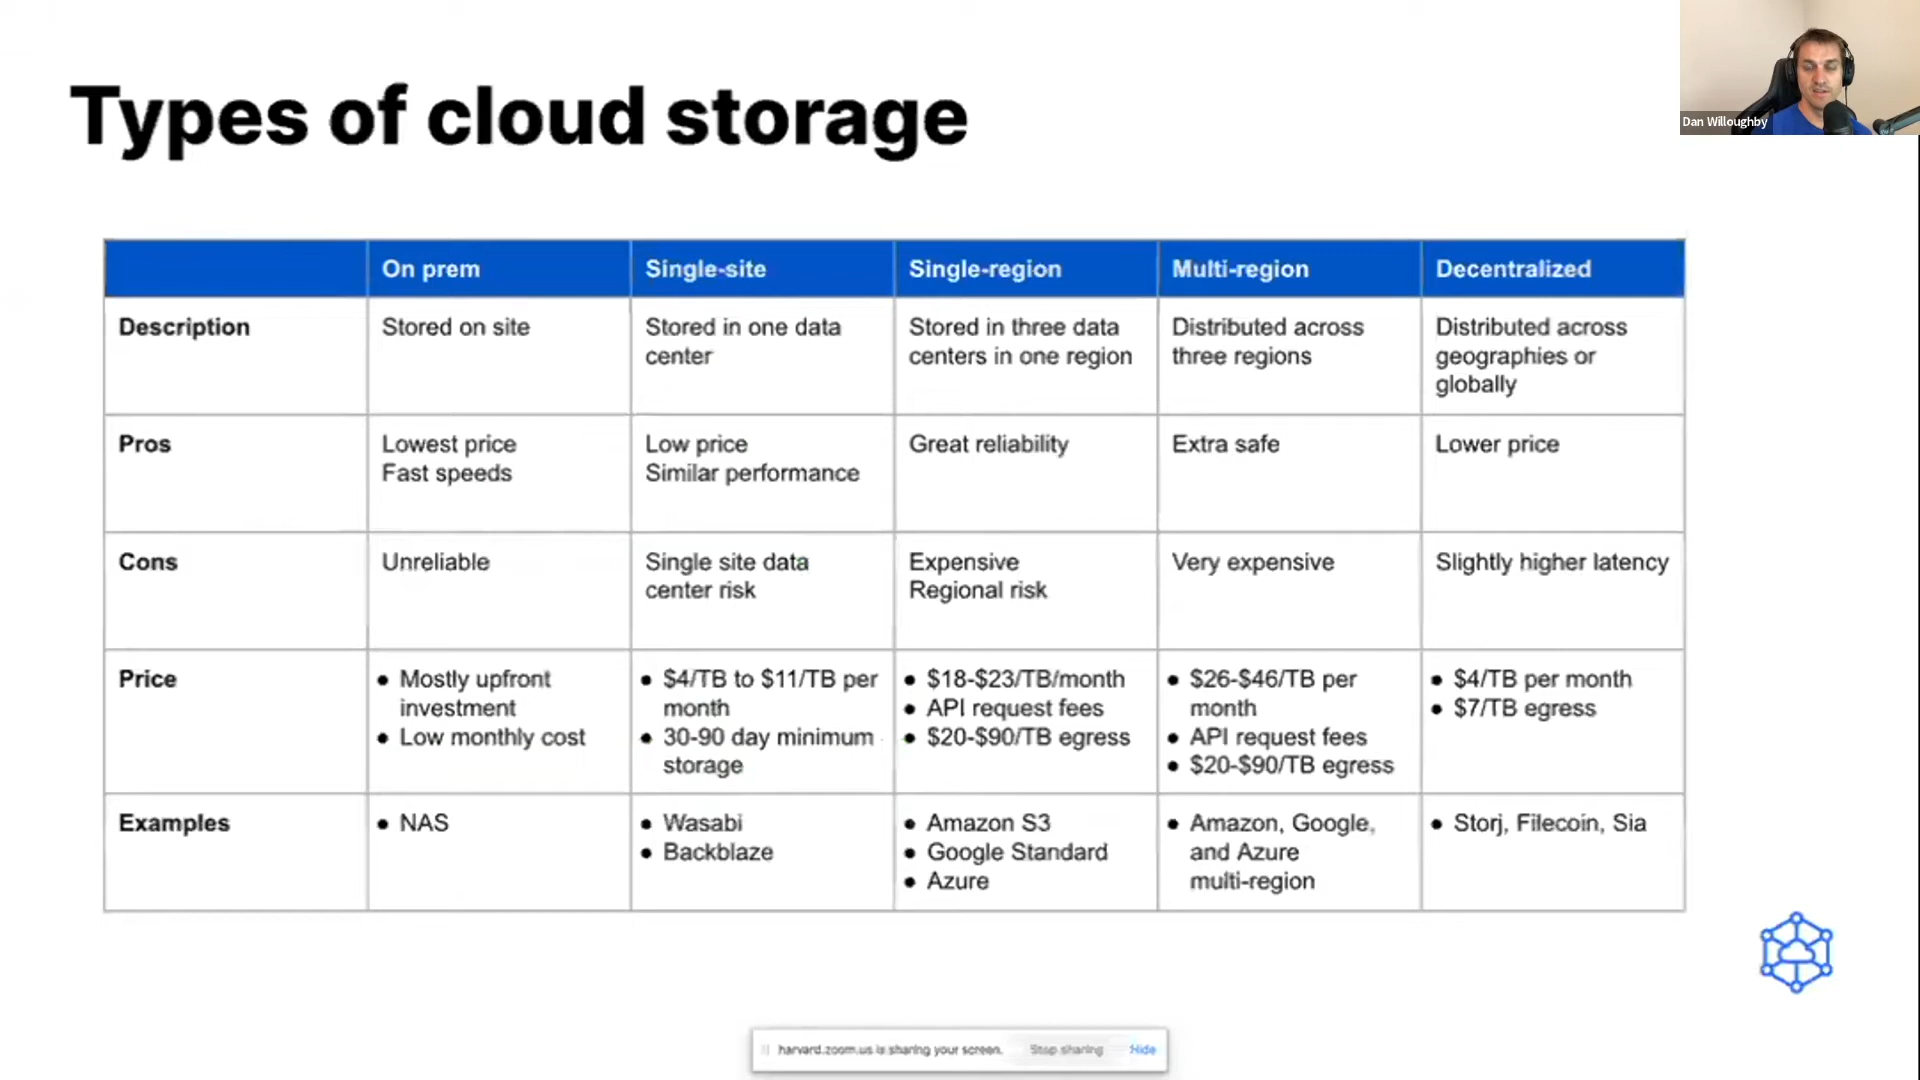 Types of cloud storage
Dan Willoughby
On prem
Single-site
Single-region
Multi-region
Decentralized
Description
Stored on site
Stored in one data
center
Stored in three data
centers in one region
Distributed across
three regions
Distributed across
geographies or
globally
Pros
Lowest price
Fast speeds
Low price
Similar performance
Great reliability
Extra safe
Lower price
Cons
Unreliable
Single site data
center risk
Expensive
Regional risk
Very expensive
Slightly higher latency
Price
● Mostly upfront
investment
● Low monthly cost
● $4/TB to $11/TB per
month
● 30-90 day minimum
storage
● $18-$23/TB/month
● API request fees
● $20-$90/TB egress
● $26-$46/TB per
month
● API request fees
● $20-$90/TB egress
● $4/TB per month
● $7/TB egress
Examples
● NAS
● Wasabi
● Backblaze
● Amazon S3
● Google Standard
● Azure
● Amazon, Google,
and Azure
multi-region
● Storj, Filecoin, Sia
harvard.zoom.us is sharing your screen.
Stop sharing
Hide